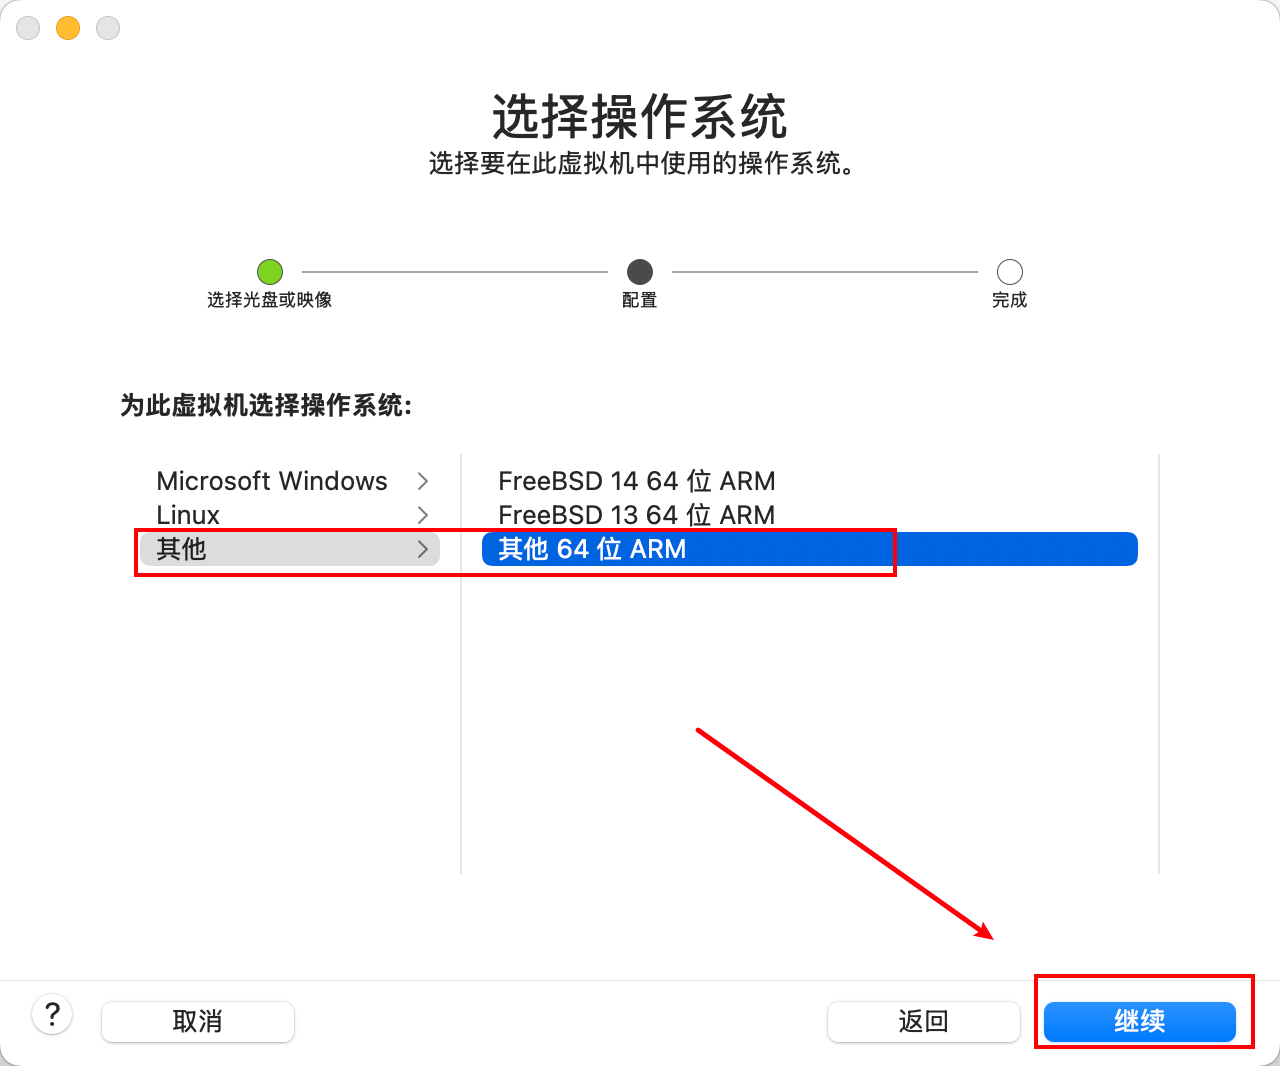 选择操作系统
选择要在此虚拟机中使用的操作系统。
选择光盘或映像
配置
完成
为此虚拟机选择操作系统:
Microsoft Windows
Linux
其他
FreeBSD 14 64 位 ARM
FreeBSD 13 64 位 ARM
其他 64 位 ARM
?
取消
返回
继续